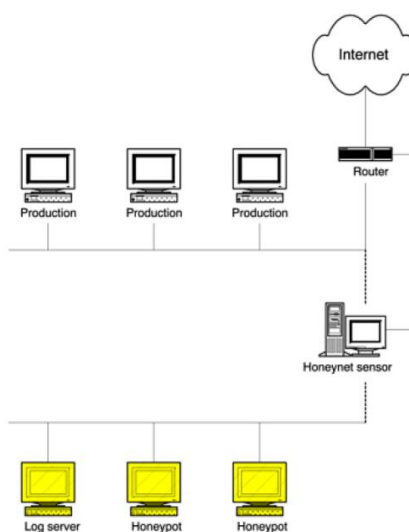 Internet
Router
Production Production Production
Honeynet sensor
Log server Honeypot Honeypot